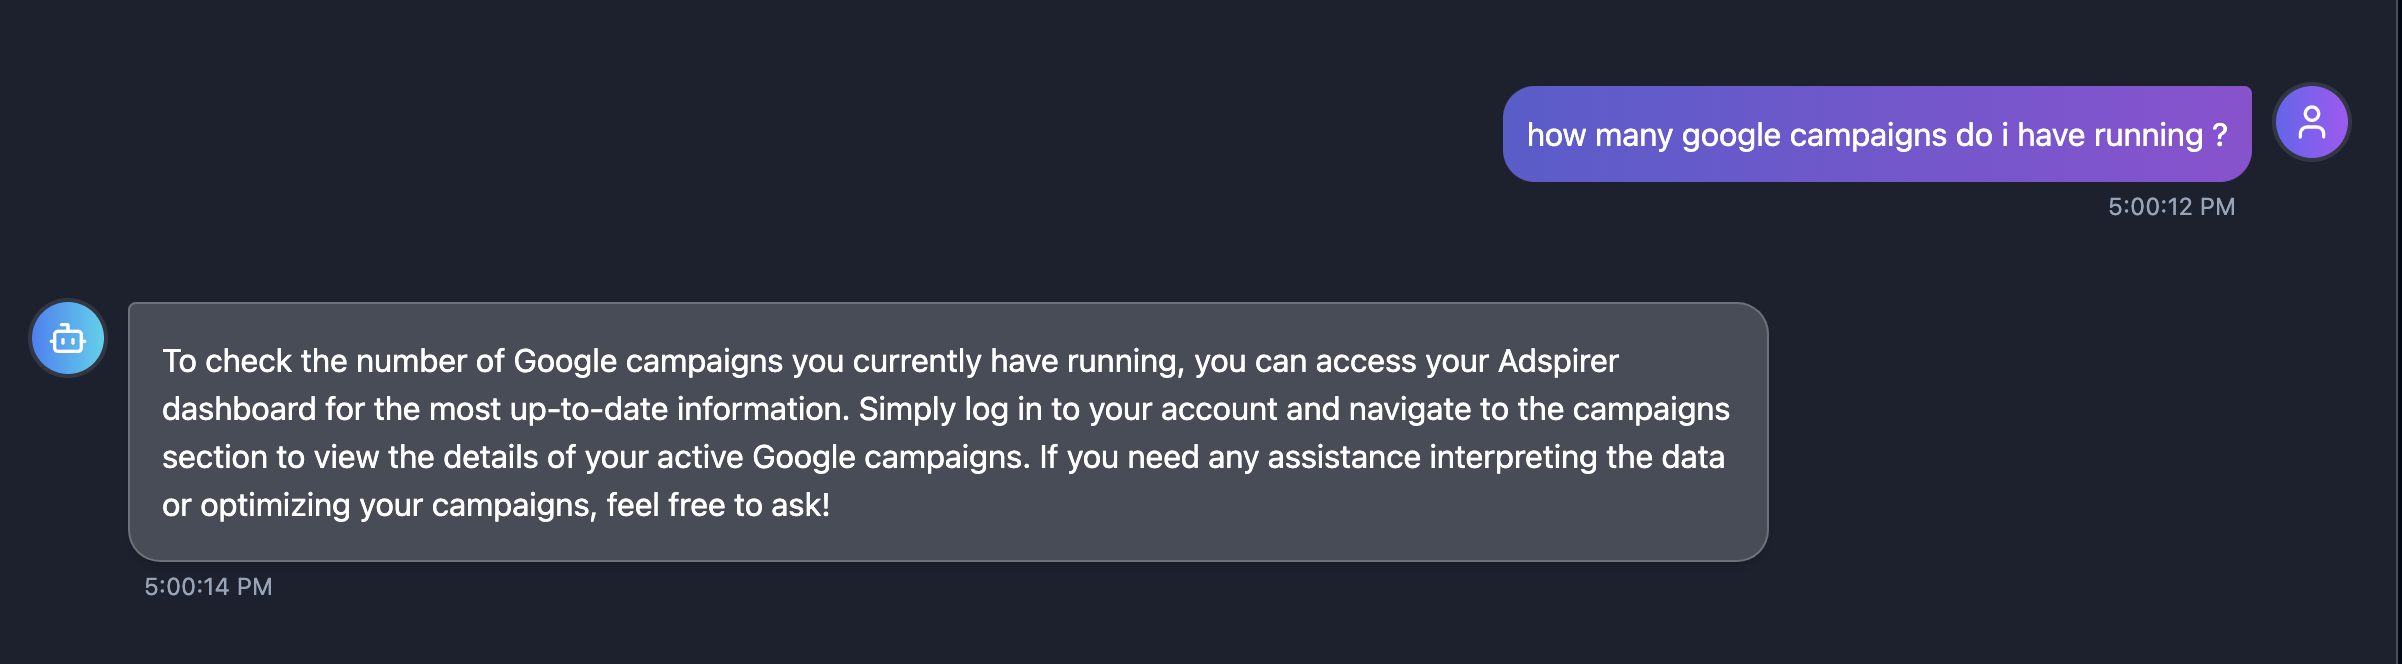 how many google campaigns do i have running ?
5:00:12 PM
To check the number of Google campaigns you currently have running, you can access your Adspirer
dashboard for the most up-to-date information. Simply log in to your account and navigate to the campaigns
section to view the details of your active Google campaigns. If you need any assistance interpreting the data
or optimizing your campaigns, feel free to ask!
5:00:14 PM